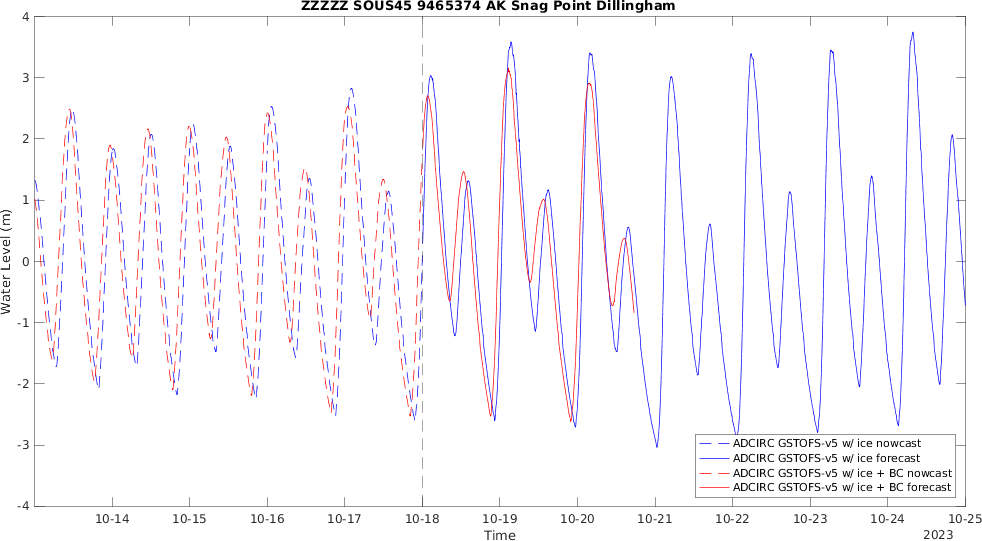 ZZZZZ SOUS45 9465374 AK Snag Point Dillingham
4
3
2
1
0
-1
-2
-3
-4
Water Level (m)
ADCIRC GSTOFS-v5 w/ ice nowcast
ADCIRC GSTOFS-v5 w/ ice forecast
ADCIRC GSTOFS-v5 w/ ice + BC nowcast
ADCIRC GSTOFS-v5 w/ ice + BC forecast
10-14 10-15 10-16 10-17 10-18 10-19 10-20 10-21 10-22 10-23 10-24 10-25
Time 2023